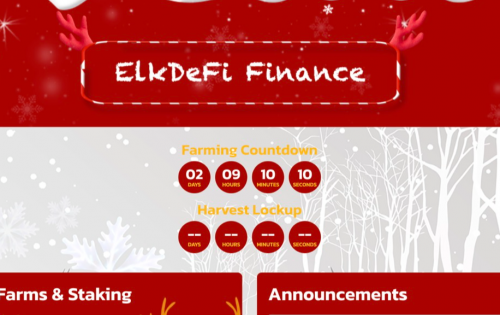 ElkDeFi Finance
Farming Countdown
02 09 10 10
DAYS HOURS MINUTES SECONDS
Harvest Lockup
-- -- -- --
DAYS HOURS MINUTES SECONDS
Farms & Staking
Announcements